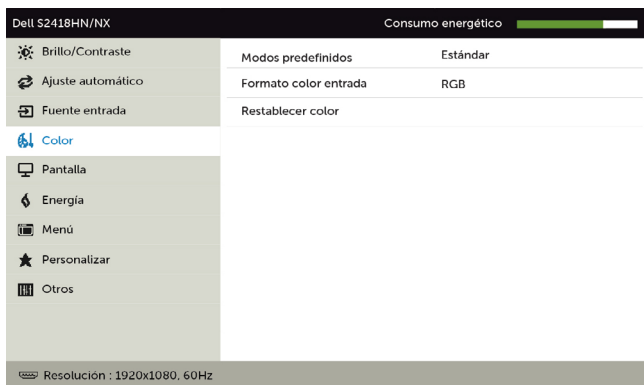 Dell S2418HN/NX Consumo energético
Brillo/Contraste
Modos predefinidos Estándar
Ajuste automático
Formato color entrada RGB
Fuente entrada
Restablecer color
Color
Pantalla
Energía
Menú
Personalizar
Otros
Resolución : 1920x1080, 60Hz